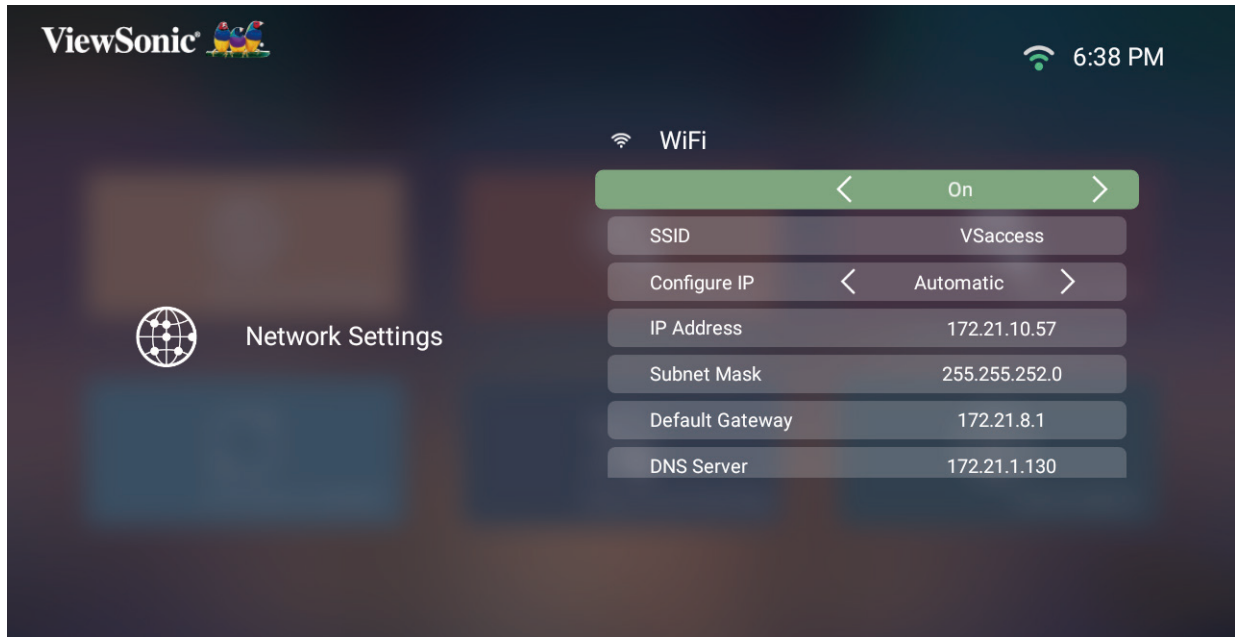 ViewSonic®
6:38 PM
WiFi
On
SSID VSaccess
Configure IP Automatic
Network Settings
IP Address 172.21.10.57
Subnet Mask 255.255.252.0
Default Gateway 172.21.8.1
DNS Server 172.21.1.130